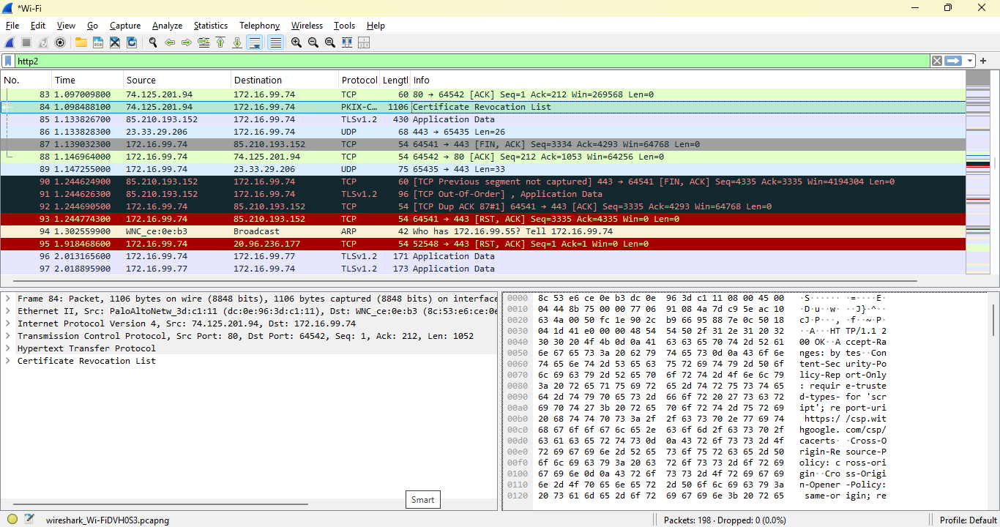 *Wi-Fi
File Edit View Go Capture Analyze Statistics Telephony Wireless Tools Help
http2
No. Time Source Destination Protocol Lengtl Info
83 1.097009800 74.125.201.94 172.16.99.74 TCP 60 80 → 64542 [ACK] Seq=1 Ack=212 Win=269568 Len=0
84 1.098488100 74.125.201.94 172.16.99.74 PKIX-C… 1106 Certificate Revocation List
85 1.133826700 85.210.193.152 172.16.99.74 TLSv1.2 430 Application Data
86 1.133828300 23.33.29.206 172.16.99.74 UDP 68 443 → 65435 Len=26
87 1.139032300 172.16.99.74 85.210.193.152 TCP 54 64541 → 443 [FIN, ACK] Seq=3334 Ack=4293 Win=64768 Len=0
88 1.146964000 172.16.99.74 74.125.201.94 TCP 54 64542 → 80 [ACK] Seq=212 Ack=1053 Win=64256 Len=0
89 1.147255000 172.16.99.74 23.33.29.206 UDP 75 65435 → 443 Len=33
90 1.244624900 85.210.193.152 172.16.99.74 TCP 60 [TCP Previous segment not captured] 443 → 64541 [FIN, ACK] Seq=4335 Ack=3335 Win=4194304 Len=0
91 1.244626300 85.210.193.152 172.16.99.74 TLSv1.2 96 [TCP Out-Of-Order] , Application Data
92 1.244690500 172.16.99.74 85.210.193.152 TCP 54 [TCP Dup ACK 87#1] 64541 → 443 [ACK] Seq=3335 Ack=4293 Win=64768 Len=0
93 1.244774300 172.16.99.74 85.210.193.152 TCP 54 64541 → 443 [RST, ACK] Seq=3335 Ack=4335 Win=0 Len=0
94 1.302559900 WNC_ce:0e:b3 Broadcast ARP 42 Who has 172.16.99.55? Tell 172.16.99.74
95 1.918468600 172.16.99.74 20.96.236.177 TCP 54 52548 → 443 [RST, ACK] Seq=1 Ack=1 Win=0 Len=0
96 2.013165600 172.16.99.74 172.16.99.77 TLSv1.2 171 Application Data
97 2.018895900 172.16.99.77 172.16.99.74 TLSv1.2 173 Application Data
Frame 84: Packet, 1106 bytes on wire (8848 bits), 1106 bytes captured (8848 bits) on interface
Ethernet II, Src: PaloAltoNetw_3d:c1:11 (dc:0e:96:3d:c1:11), Dst: WNC_ce:0e:b3 (8c:53:e6:ce:0e
Internet Protocol Version 4, Src: 74.125.201.94, Dst: 172.16.99.74
Transmission Control Protocol, Src Port: 80, Dst Port: 64542, Seq: 1, Ack: 212, Len: 1052
Hypertext Transfer Protocol
Certificate Revocation List
0000 8c 53 e6 ce 0e b3 dc 0e 96 3d c1 11 08 00 45 00 ·S······ ·=····E·
0010 04 44 8b 75 00 00 77 06 91 08 4a 7d c9 5e ac 10 ·D·u··w· ··J}·^··
0020 63 4a 00 50 fc 1e 90 2c b9 66 95 88 7e 0c 50 18 cJ·P···, ·f··~·P·
0030 04 1d 41 e0 00 00 48 54 54 50 2f 31 2e 31 20 32 ··A···HT TP/1.1 2
0040 30 30 20 4f 4b 0d 0a 41 63 63 65 70 74 2d 52 61 00 OK··A ccept-Ra
0050 6e 67 65 73 3a 20 62 79 74 65 73 0d 0a 43 6f 6e nges: by tes··Con
0060 74 65 6e 74 2d 53 65 63 75 72 69 74 79 2d 50 6f tent-Sec urity-Po
0070 6c 69 63 79 2d 52 65 70 6f 72 74 2d 4f 6e 6c 79 licy-Rep ort-Only
0080 3a 20 72 65 71 75 69 72 65 2d 74 72 75 73 74 65 : requir e-truste
0090 64 2d 74 79 70 65 73 2d 66 6f 72 20 27 73 63 72 d-types- for 'scr
00a0 69 70 74 27 3b 20 72 65 70 6f 72 74 2d 75 72 69 ipt'; re port-uri
00b0 20 68 74 74 70 73 3a 2f 2f 63 73 70 2e 77 69 74 https:/ /csp.wit
00c0 68 67 6f 6f 67 6c 65 2e 63 6f 6d 2f 63 73 70 2f hgoogle. com/csp/
00d0 63 61 63 65 72 74 73 0d 0a 43 72 6f 73 73 2d 4f cacerts· ·Cross-O
00e0 72 69 67 69 6e 2d 52 65 73 6f 75 72 63 65 2d 50 rigin-Re source-P
00f0 6f 6c 69 63 79 3a 20 63 72 6f 73 73 2d 6f 72 69 olicy: c ross-ori
0100 67 69 6e 0d 0a 43 72 6f 73 73 2d 4f 72 69 67 69 gin··Cro ss-Origi
0110 6e 2d 4f 70 65 6e 65 72 2d 50 6f 6c 69 63 79 3a n-Opener -Policy:
0120 20 73 61 6d 65 2d 6f 72 69 67 69 6e 3b 20 72 65 same-or igin; re
Smart
wireshark_Wi-FiDVH0S3.pcapng
Packets: 198 · Dropped: 0 (0.0%)
Profile: Default